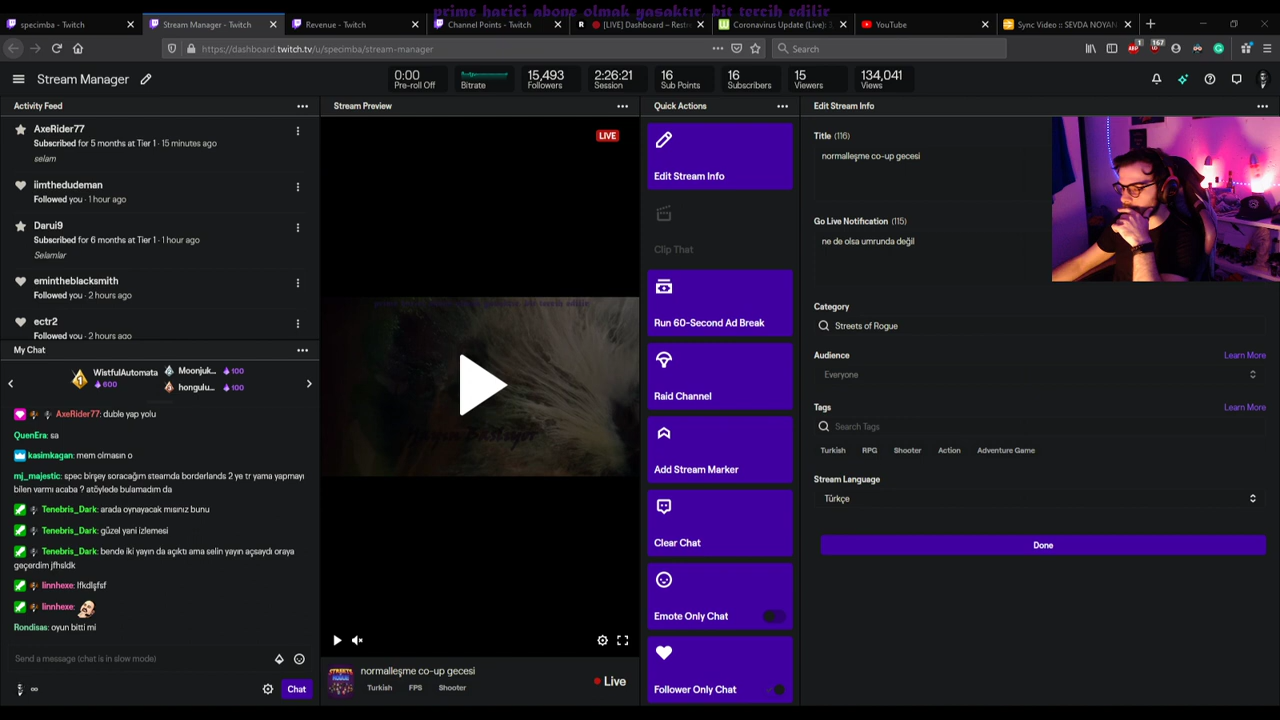 prime harici abone olmak yasaktır, bit tercih edilir
specimba - Twitch
Stream Manager - Twitch
Revenue - Twitch
Channel Points - Twitch
[LIVE] Dashboard – Restr
Coronavirus Update (Live): 3
YouTube
Sync Video :: SEVDA NOYAN
https://dashboard.twitch.tv/u/specimba/stream-manager
Search
Stream Manager
0:00
Pre-roll Off
Bitrate
15,493
Followers
2:26:21
Session
16
Sub Points
16
Subscribers
15
Viewers
134,041
Views
Activity Feed
AxeRider77
Subscribed for 5 months at Tier 1 · 15 minutes ago
selam
iimthedudeman
Followed you · 1 hour ago
Darui9
Subscribed for 6 months at Tier 1 · 1 hour ago
Selamlar
emintheblacksmith
Followed you · 2 hours ago
ectr2
Followed you · 2 hours ago
My Chat
WistfulAutomata
600
Moonjuk... 100
hongulu... 100
AxeRider77: duble yap yolu
QuenEra: sa
kasimkagan: mem olmasın o
mj_majestic: spec birşey soracağım steamda borderlands 2 ye tr yama yapmayı
bilen varmı acaba ? atöylede bulamadım da
Tenebris_Dark: arada oynayacak mısınız bunu
Tenebris_Dark: güzel yani izlemesi
Tenebris_Dark: bende iki yayın da açıktı ama selin yayın açsaydı oraya
geçerdim jfhsldk
linnhexe: lfkdlşfsf
linnhexe:
Rondisas: oyun bitti mi
Send a message (chat is in slow mode)
Chat
Stream Preview
LIVE
Yayın Başlıyor
normalleşme co-up gecesi
Turkish FPS Shooter
Live
Quick Actions
Edit Stream Info
Clip That
Run 60-Second Ad Break
Raid Channel
Add Stream Marker
Clear Chat
Emote Only Chat
Follower Only Chat
Edit Stream Info
Title (116)
normalleşme co-up gecesi
Go Live Notification (115)
ne de olsa umrunda değil
Category
Streets of Rogue
Audience
Learn More
Everyone
Tags
Learn More
Search Tags
Turkish RPG Shooter Action Adventure Game
Stream Language
Türkçe
Done